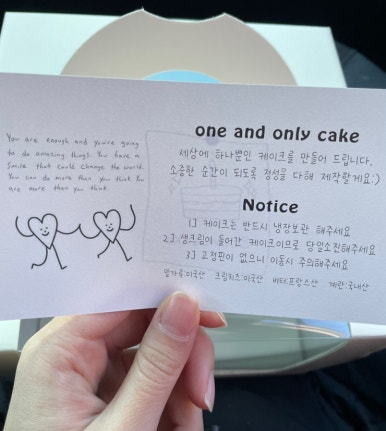 You are enough and you're going
to do amazing things. You have a
smile that could change the world.
You can do more than you think You
are more than you think.
one and only cake
세상에 하나뿐인 케이크를 만들어 드립니다.
소중한 순간이 되도록 정성을 다해 제작할게요:)
Notice
1] 케이크는 반드시 냉장보관 해주세요
2] 생크림이 들어간 케이크이므로 당일소진해주세요
3] 고정핀이 없으니 이동시 주의해주세요
밀가루:미국산 크림치즈:미국산 버터:프랑스산 계란:국내산